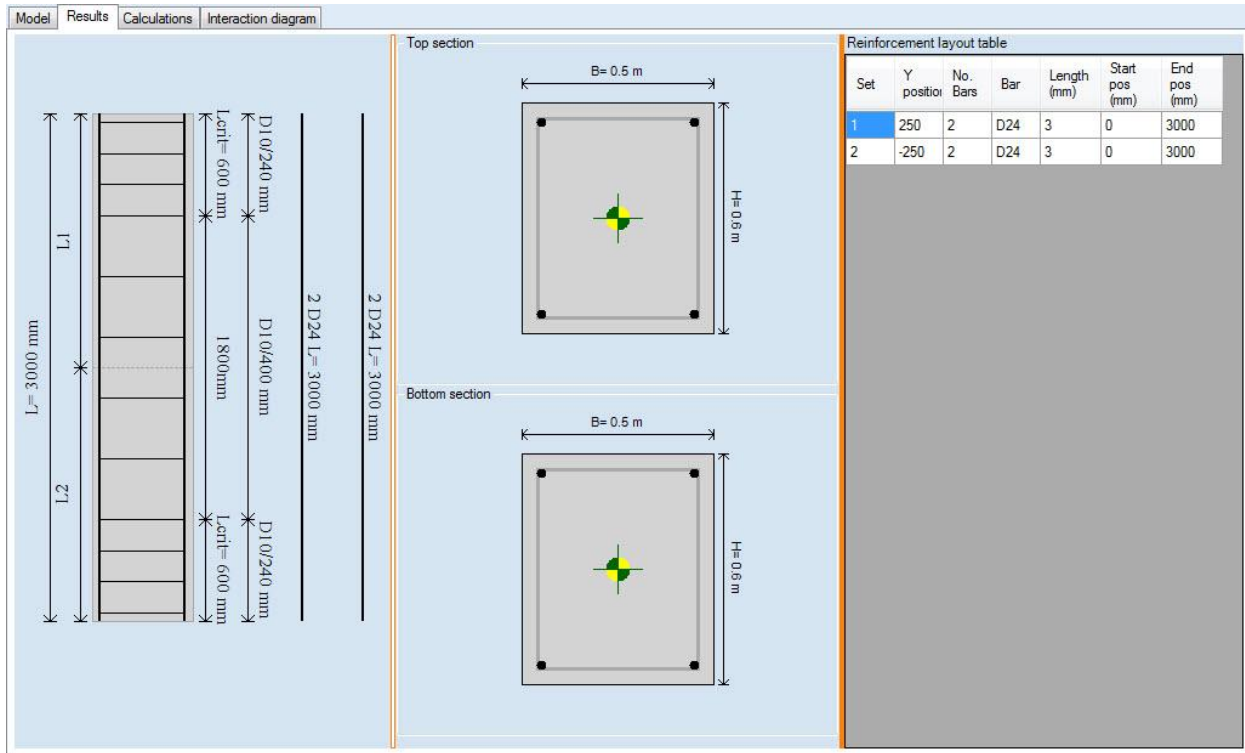 Model Results Calculations Interaction diagram
L= 3000 mm
L1
L2
Lcrit= 600 mm
1800mm
Lcrit= 600 mm
D10/240 mm
D10/400 mm
D10/240 mm
2 D24 L= 3000 mm
2 D24 L= 3000 mm
Top section
B= 0.5 m
H= 0.6 m
Bottom section
B= 0.5 m
H= 0.6 m
Reinforcement layout table
Set Y positior No. Bars Bar Length (mm) Start pos (mm) End pos (mm)
1 250 2 D24 3 0 3000
2 -250 2 D24 3 0 3000